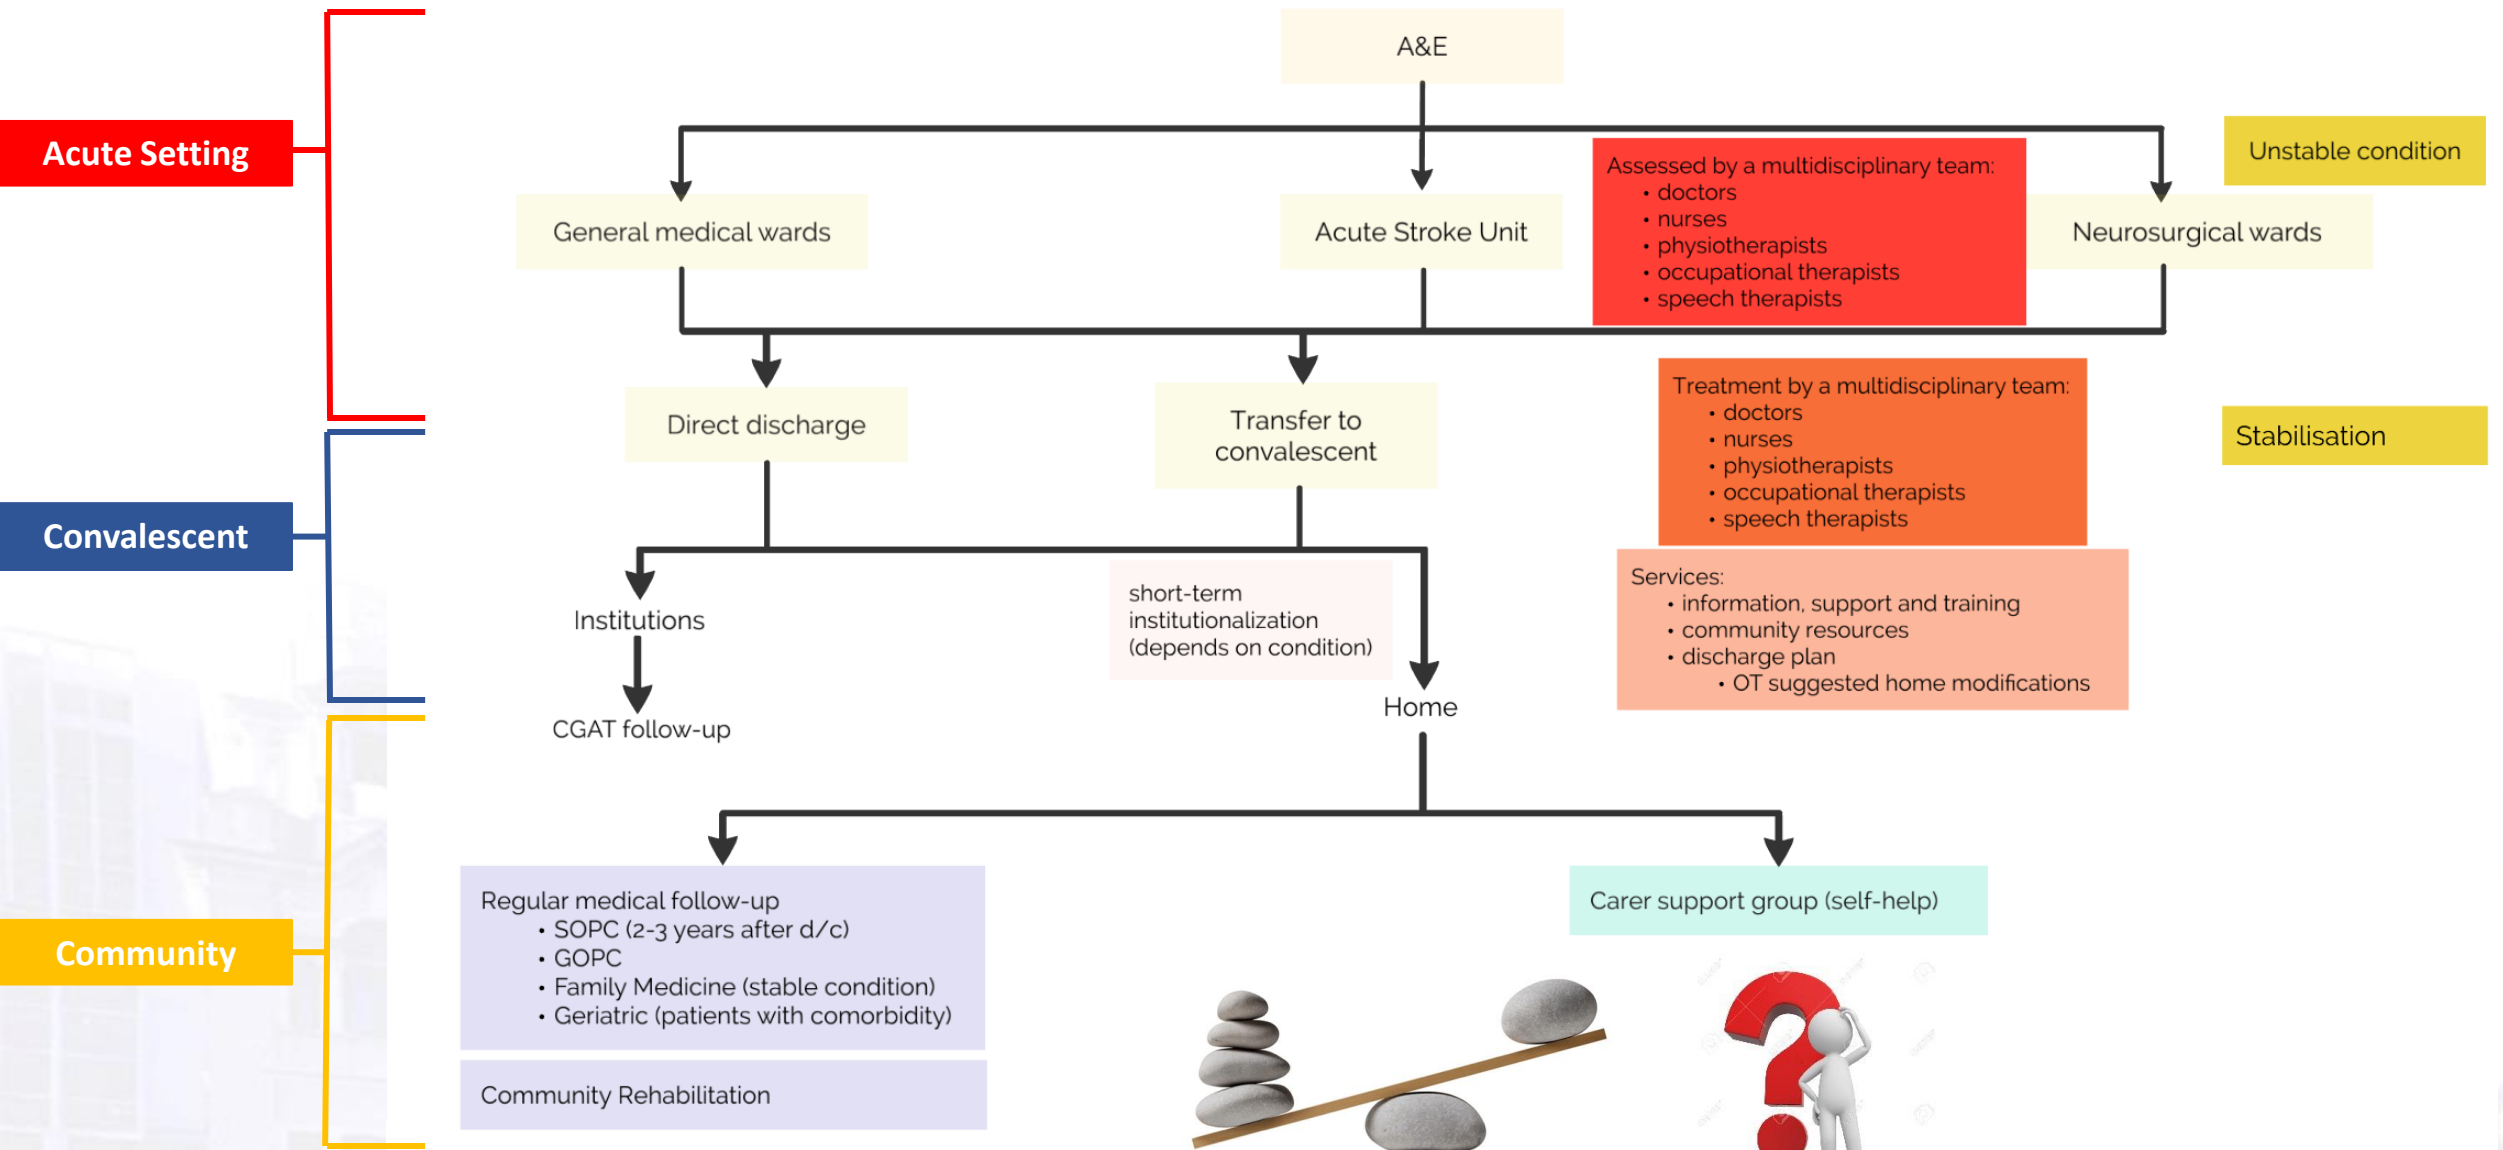 A&E
Acute Setting
Unstable condition
Assessed by a multidisciplinary team:
• doctors
• nurses
• physiotherapists
• occupational therapists
• speech therapists
General medical wards
Acute Stroke Unit
Neurosurgical wards
Direct discharge
Transfer to
convalescent
Treatment by a multidisciplinary team:
• doctors
• nurses
• physiotherapists
• occupational therapists
• speech therapists
Stabilisation
Convalescent
Institutions
short-term
institutionalization
(depends on condition)
Services:
• information, support and training
• community resources
• discharge plan
• OT suggested home modifications
CGAT follow-up
Home
Community
Regular medical follow-up
• SOPC (2-3 years after d/c)
• GOPC
• Family Medicine (stable condition)
• Geriatric (patients with comorbidity)
Carer support group (self-help)
Community Rehabilitation